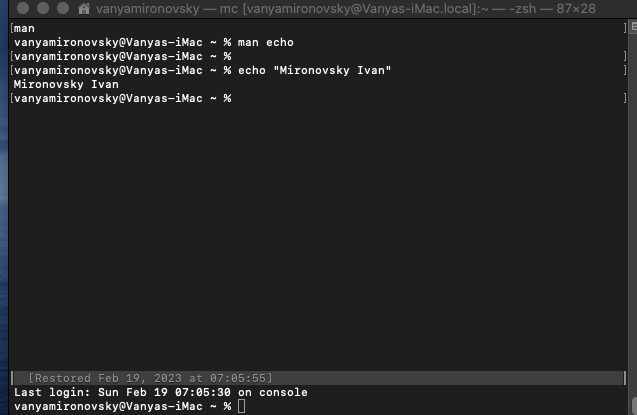 vanyamironovsky — mc [vanyamironovsky@Vanyas-iMac.local]:~ — -zsh — 87×28
[man ]
vanyamironovsky@Vanyas-iMac ~ % man echo
[vanyamironovsky@Vanyas-iMac ~ % ]
[vanyamironovsky@Vanyas-iMac ~ % echo "Mironovsky Ivan" ]
Mironovsky Ivan
[vanyamironovsky@Vanyas-iMac ~ % ]
[Restored Feb 19, 2023 at 07:05:55]
Last login: Sun Feb 19 07:05:30 on console
vanyamironovsky@Vanyas-iMac ~ %